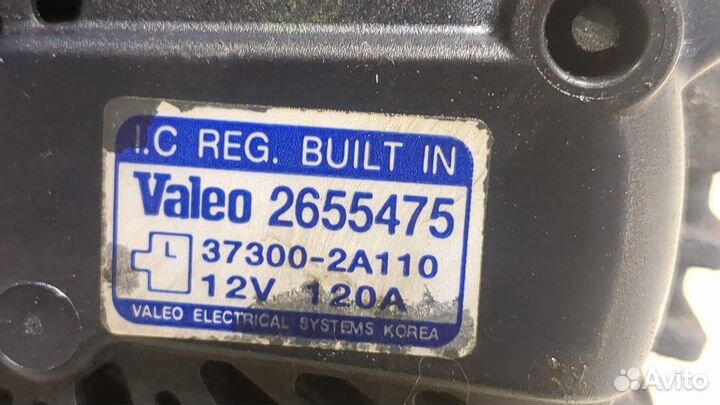 I.C REG. BUILT IN
Valeo 2655475
L 37300-2A110
12V 120A
VALEO ELECTRICAL SYSTEMS KOREA
Avito